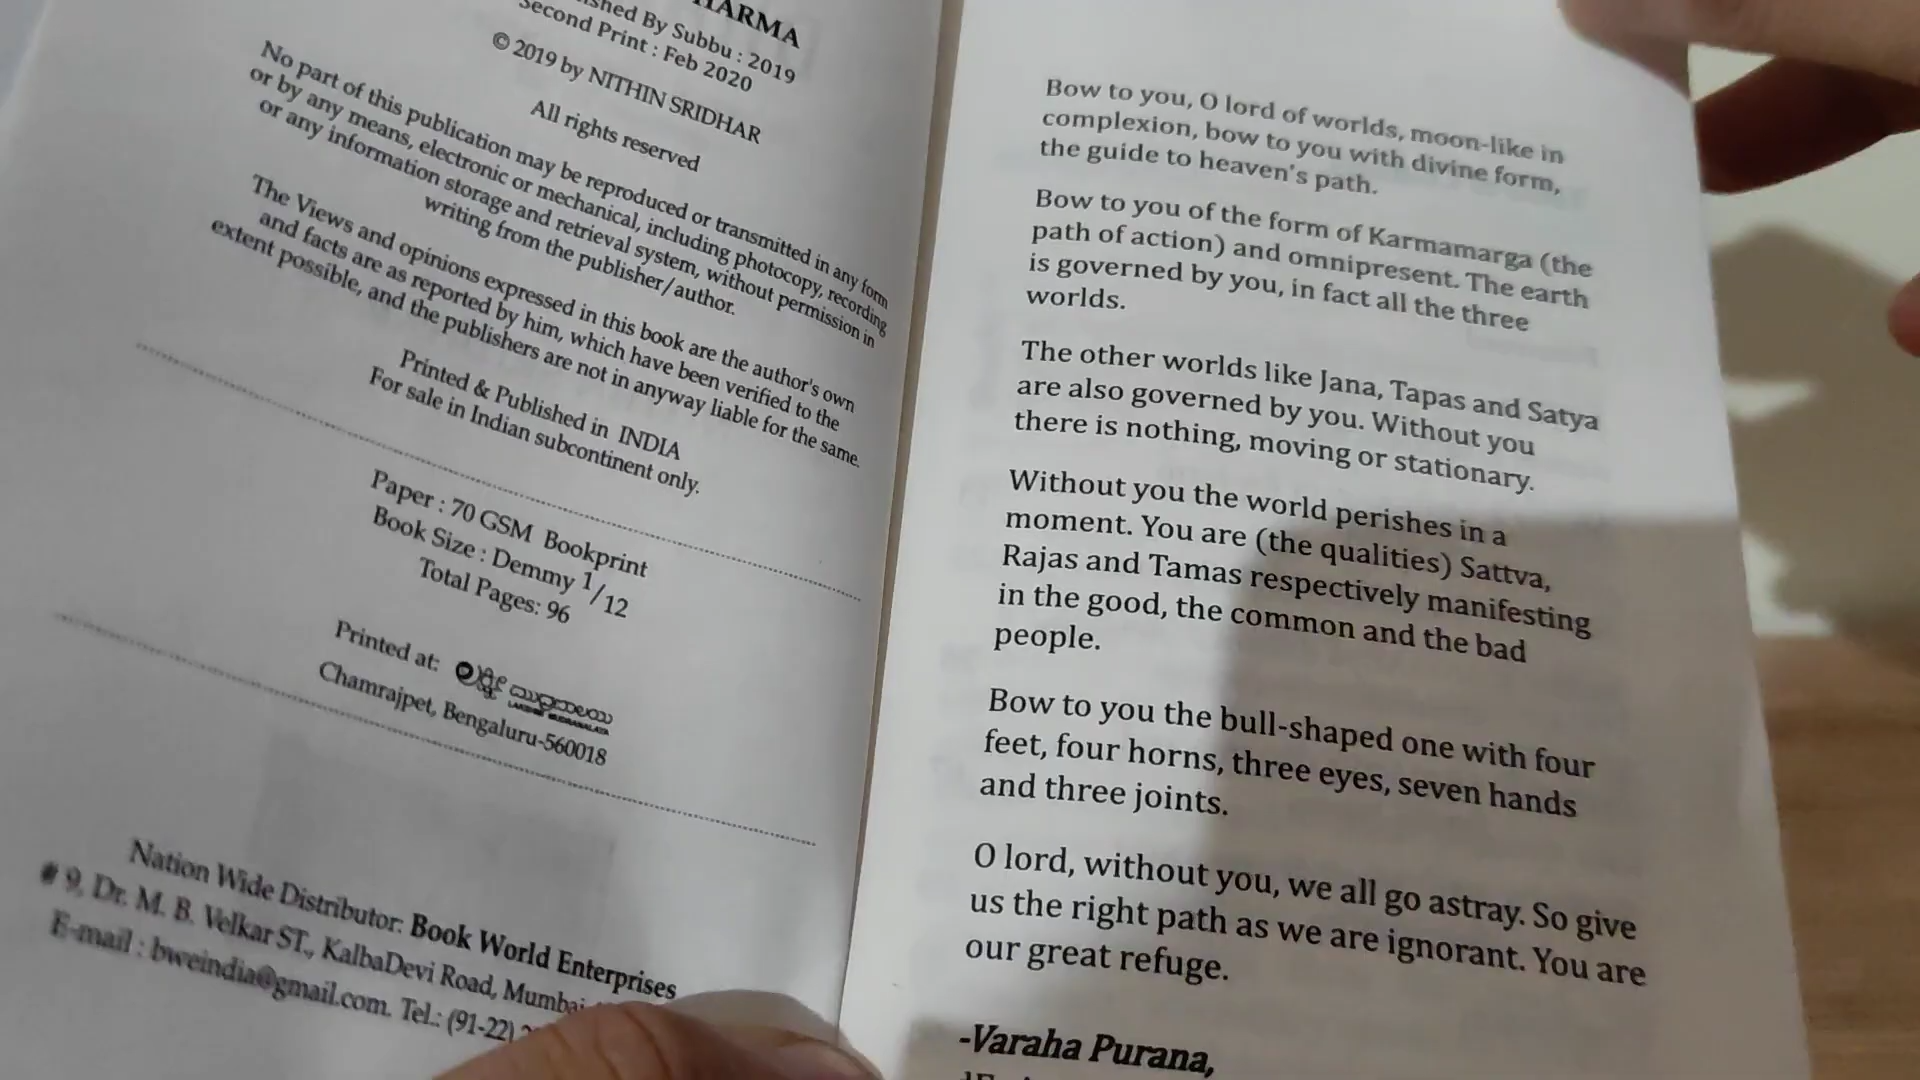 HARMA
shed By Subbu : 2019
Second Print : Feb 2020
© 2019 by NITHIN SRIDHAR
All rights reserved
No part of this publication may be reproduced or transmitted in any form
or by any means, electronic or mechanical, including photocopy, recording
or any information storage and retrieval system, without permission in
writing from the publisher/author.
The Views and opinions expressed in this book are the author's own
and facts are as reported by him, which have been verified to the
extent possible, and the publishers are not in anyway liable for the same.
Printed & Published in INDIA
For sale in Indian subcontinent only.
Paper : 70 GSM Bookprint
Book Size : Demmy 1/12
Total Pages: 96
Printed at:
Chamrajpet, Bengaluru-560018
Nation Wide Distributor: Book World Enterprises
# 9, Dr. M. B. Velkar ST., KalbaDevi Road, Mumbai
E-mail : bweindia@gmail.com. Tel.: (91-22)
Bow to you, O lord of worlds, moon-like in
complexion, bow to you with divine form,
the guide to heaven's path.
Bow to you of the form of Karmamarga (the
path of action) and omnipresent. The earth
is governed by you, in fact all the three
worlds.
The other worlds like Jana, Tapas and Satya
are also governed by you. Without you
there is nothing, moving or stationary.
Without you the world perishes in a
moment. You are (the qualities) Sattva,
Rajas and Tamas respectively manifesting
in the good, the common and the bad
people.
Bow to you the bull-shaped one with four
feet, four horns, three eyes, seven hands
and three joints.
O lord, without you, we all go astray. So give
us the right path as we are ignorant. You are
our great refuge.
-Varaha Purana,